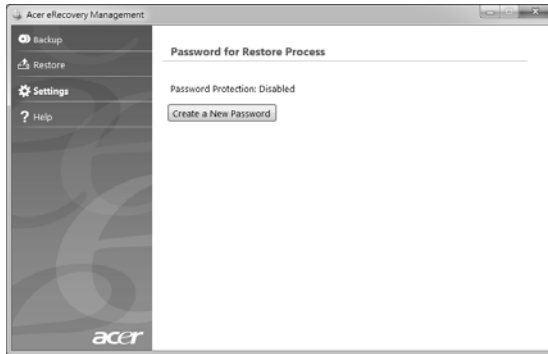 Acer eRecovery Management
Backup
Restore
Settings
Help
Password for Restore Process
Password Protection: Disabled
Create a New Password
acer